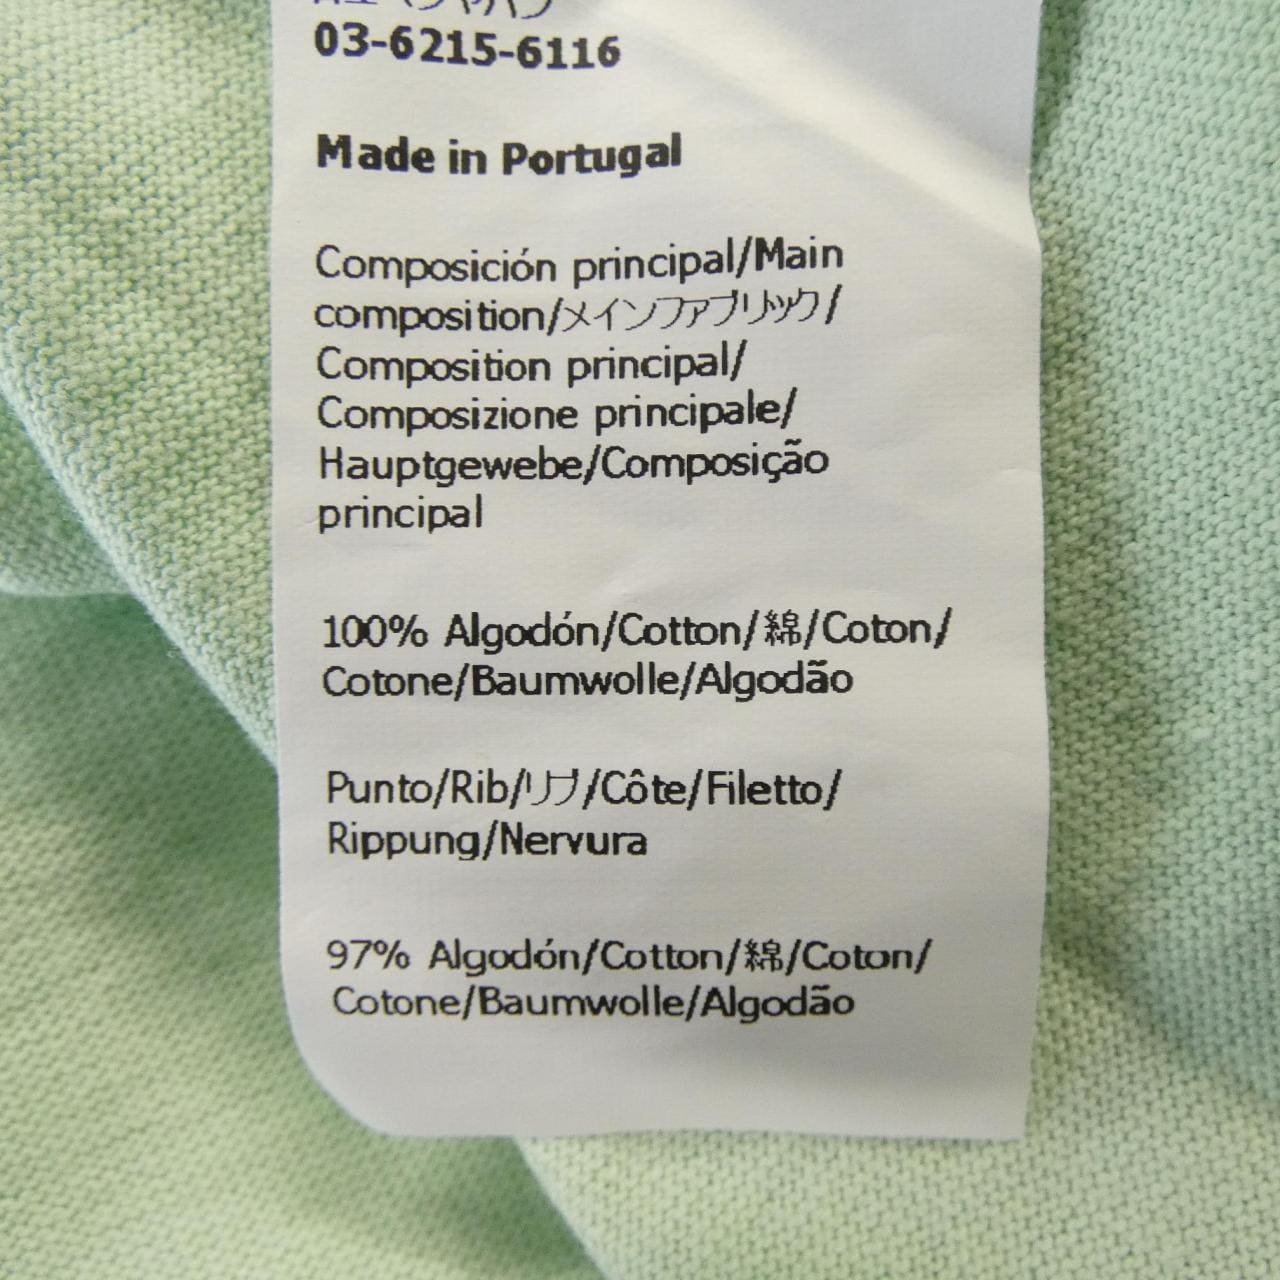 03-6215-6116
Made in Portugal
Composición principal/Main
composition/メインファブリック/
Composition principal/
Composizione principale/
Hauptgewebe/Composição
principal
100% Algodón/Cotton/綿/Coton/
Cotone/Baumwolle/Algodão
Punto/Rib/リブ/Côte/Filetto/
Rippung/Nervura
97% Algodón/Cotton/綿/Coton/
Cotone/Baumwolle/Algodão